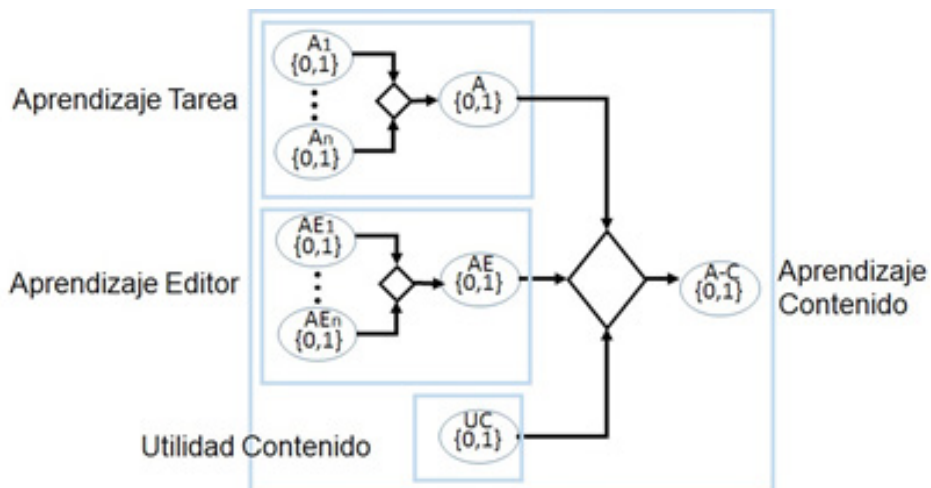 A1
{0,1}
Aprendizaje Tarea
A
{0,1}
An
{0,1}
AE1
{0,1}
Aprendizaje Editor
AE
{0,1}
AEn
{0,1}
A-C
{0,1}
Aprendizaje
Contenido
UC
{0,1}
Utilidad Contenido